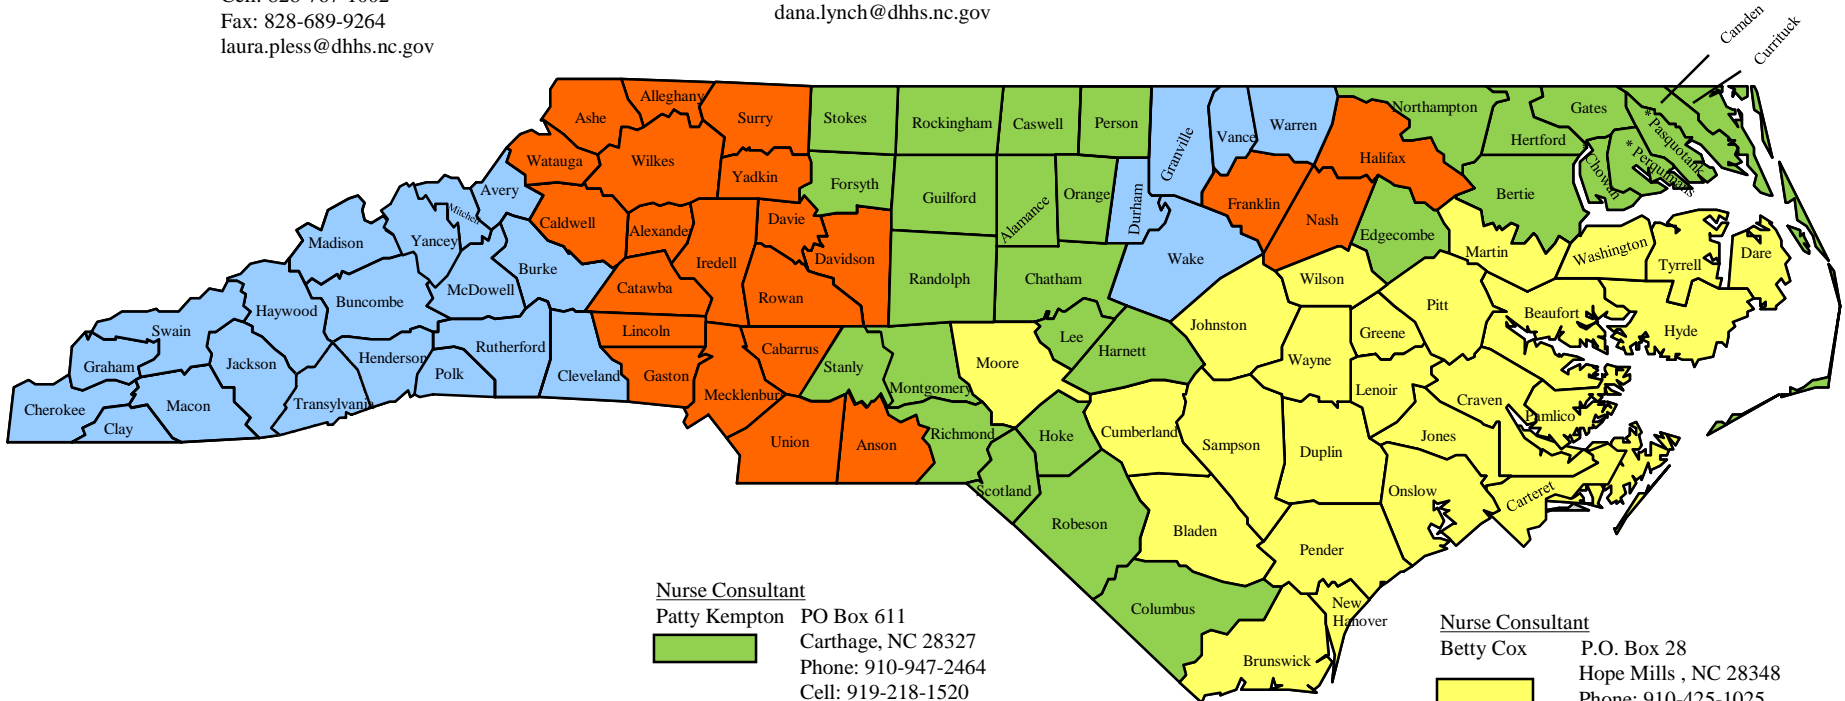 Fax: 828-689-9264
laura.pless@dhhs.nc.gov
dana.lynch@dhhs.nc.gov
Camden
Currituck
Ashe
Alleghany
Surry
Stokes
Rockingham
Caswell
Person
Granville
Vance
Warren
Northampton
Gates
Hertford
* Pasquotank
* Perquimans
Chowan
Watauga
Wilkes
Yadkin
Forsyth
Guilford
Alamance
Orange
Durham
Franklin
Nash
Halifax
Edgecombe
Bertie
Avery
Mitchell
Yancey
Madison
Caldwell
Alexander
Iredell
Davie
Davidson
Randolph
Chatham
Wake
Wilson
Martin
Washington
Tyrrell
Dare
Burke
McDowell
Buncombe
Haywood
Catawba
Rowan
Lincoln
Cabarrus
Swain
Graham
Jackson
Henderson
Rutherford
Polk
Cleveland
Gaston
Mecklenburg
Stanly
Montgomery
Moore
Lee
Harnett
Johnston
Wayne
Greene
Pitt
Beaufort
Hyde
Cherokee
Clay
Macon
Transylvania
Union
Anson
Richmond
Hoke
Scotland
Cumberland
Sampson
Duplin
Lenoir
Craven
Pamlico
Jones
Onslow
Carteret
Robeson
Bladen
Pender
Columbus
Brunswick
New
Hanover
Nurse Consultant
Patty Kempton PO Box 611
Carthage, NC 28327
Phone: 910-947-2464
Cell: 919-218-1520
Nurse Consultant
Betty Cox P.O. Box 28
Hope Mills , NC 28348
Phone: 910-425-1025